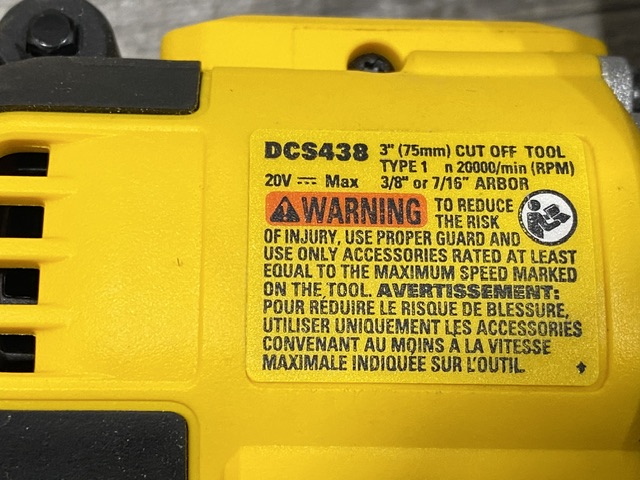 DCS438 3" (75mm) CUT OFF TOOL
TYPE 1 n 20000/min (RPM)
20V ⎓ Max 3/8" or 7/16" ARBOR
WARNING TO REDUCE
THE RISK
OF INJURY, USE PROPER GUARD AND
USE ONLY ACCESSORIES RATED AT LEAST
EQUAL TO THE MAXIMUM SPEED MARKED
ON THE TOOL. AVERTISSEMENT:
POUR RÉDUIRE LE RISQUE DE BLESSURE,
UTILISER UNIQUEMENT LES ACCESSORIES
CONVENANT AU MOINS À LA VITESSE
MAXIMALE INDIQUÉE SUR L'OUTIL.